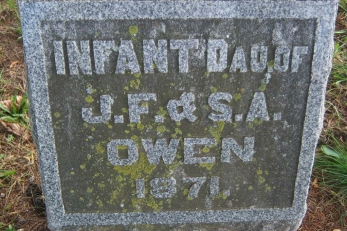 INFANT DAU OF
J.F. & S.A.
OWEN
1871.